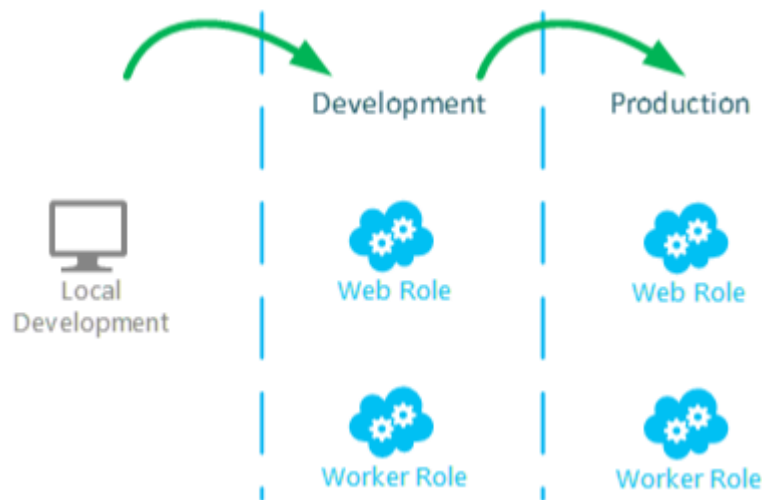 Development
Production
Local
Development
Web Role
Web Role
Worker Role
Worker Role